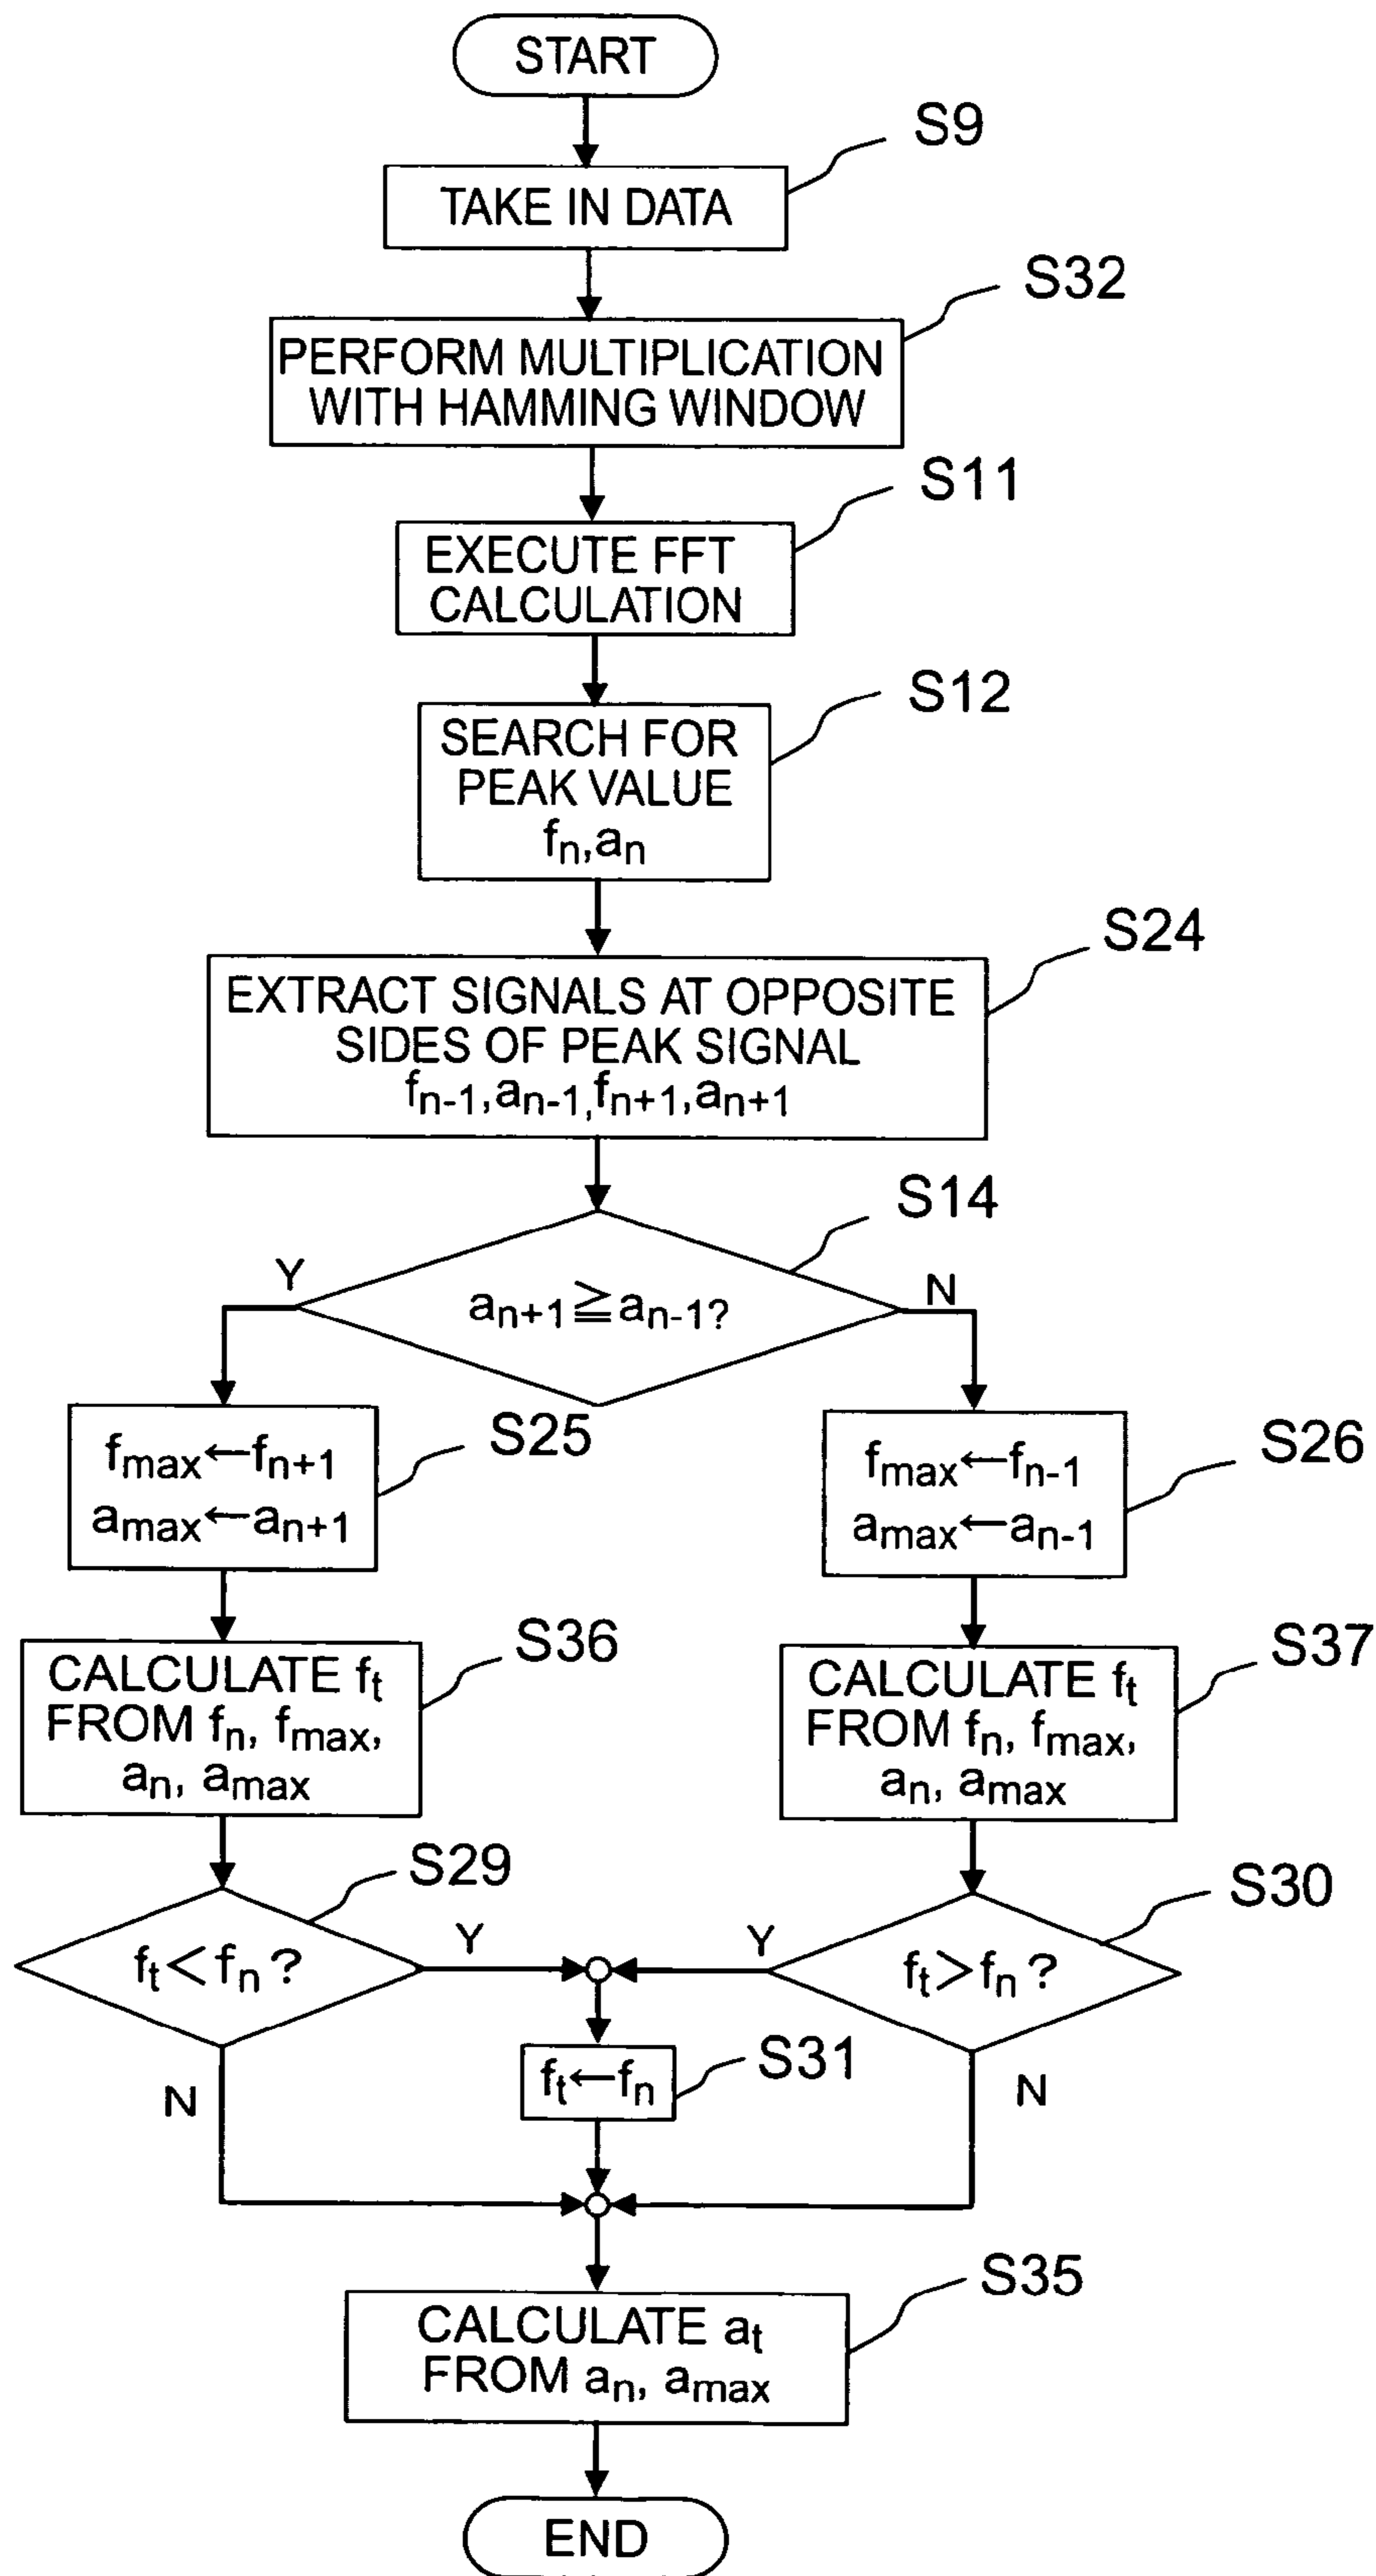 START
S9
TAKE IN DATA
S32
PERFORM MULTIPLICATION
WITH HAMMING WINDOW
S11
EXECUTE FFT
CALCULATION
S12
SEARCH FOR
PEAK VALUE
fn,an
S24
EXTRACT SIGNALS AT OPPOSITE
SIDES OF PEAK SIGNAL
fn-1,an-1,fn+1,an+1
S14
Y
an+1≧an-1?
N
S25
fmax←fn+1
amax←an+1
S26
fmax←fn-1
amax←an-1
S36
CALCULATE ft
FROM fn, fmax,
an, amax
S37
CALCULATE ft
FROM fn, fmax,
an, amax
S29
ft<fn?
Y
N
S30
Y
ft>fn?
N
S31
ft←fn
S35
CALCULATE at
FROM an, amax
END